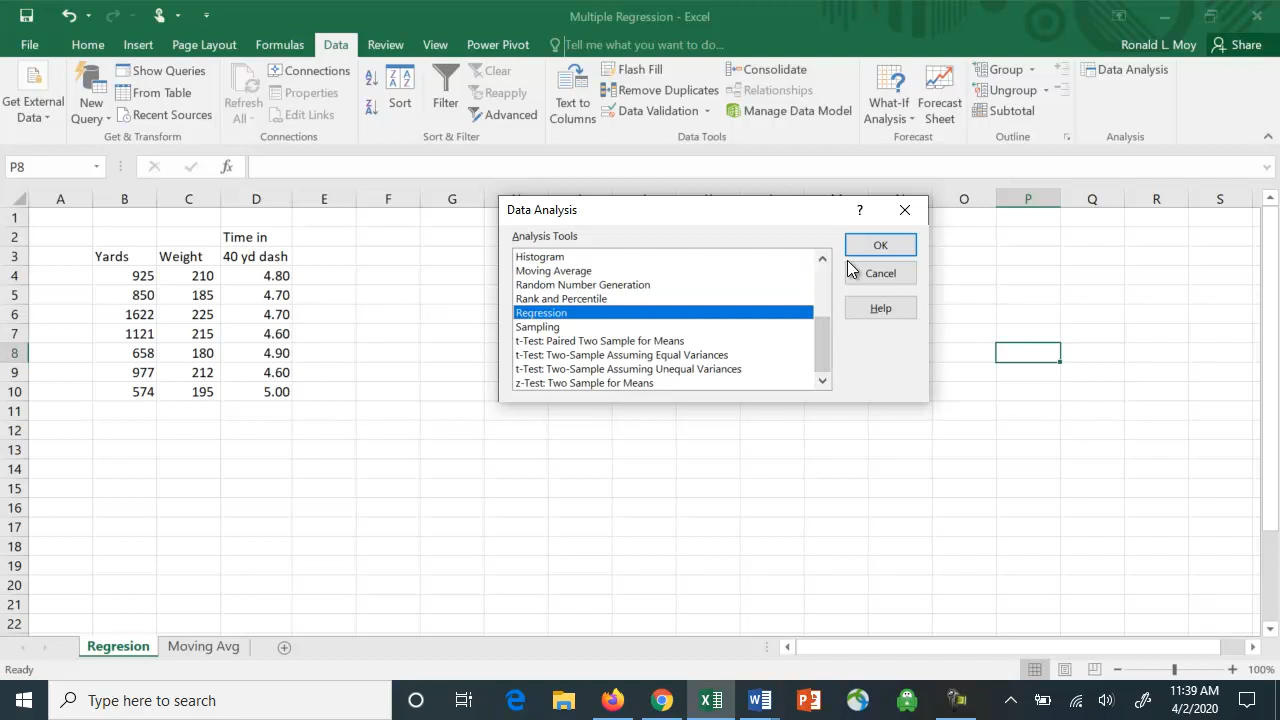 Multiple Regression - Excel
File Home Insert Page Layout Formulas Data Review View Power Pivot Tell me what you want to do... Ronald L. Moy Share
Get External Data
New Query
Show Queries
From Table
Recent Sources
Get & Transform
Refresh All
Connections
Properties
Edit Links
Connections
Sort
Filter
Clear
Reapply
Advanced
Sort & Filter
Text to Columns
Flash Fill
Remove Duplicates
Data Validation
Consolidate
Relationships
Manage Data Model
Data Tools
What-If Analysis
Forecast Sheet
Forecast
Group
Ungroup
Subtotal
Outline
Data Analysis
Analysis
P8 fx
A B C D E F G O P Q R S
1
2 Time in
3 Yards Weight 40 yd dash
4 925 210 4.80
5 850 185 4.70
6 1622 225 4.70
7 1121 215 4.60
8 658 180 4.90
9 977 212 4.60
10 574 195 5.00
11
12
13
14
15
16
17
18
19
20
21
22
Data Analysis ?
Analysis Tools
Histogram
Moving Average
Random Number Generation
Rank and Percentile
Regression
Sampling
t-Test: Paired Two Sample for Means
t-Test: Two-Sample Assuming Equal Variances
t-Test: Two-Sample Assuming Unequal Variances
z-Test: Two Sample for Means
OK
Cancel
Help
Regresion Moving Avg
Ready 100%
Type here to search
11:39 AM
4/2/2020